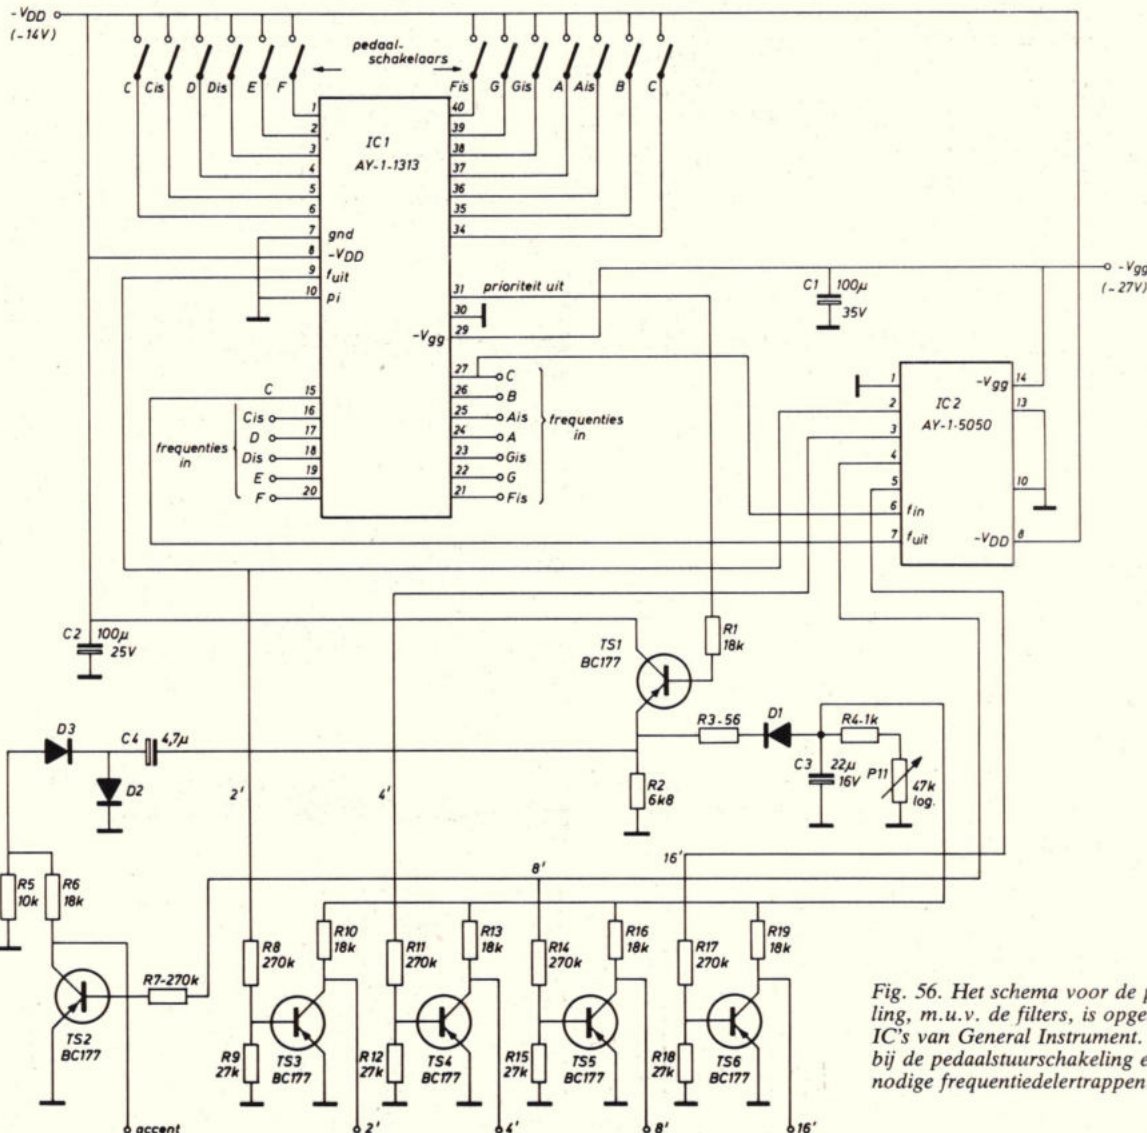 -VDD
(-14V)
pedaal-
schakelaars
C Cis D Dis E F
Fis G Gis A Ais B C
IC1
AY-1-1313
1
2
3
4
5
6
7 gnd
8 -VDD
9 fuit
10 pi
40
39
38
37
36
35
34
31 prioriteit uit
30
29 -Vgg
C 15
Cis 16
D 17
Dis 18
E 19
F 20
frequenties
in
27 C
26 B
25 Ais
24 A
23 Gis
22 G
21 Fis
frequenties
in
C1 100µ
35V
-Vgg
(-27V)
IC2
AY-1-5050
1
2
3
4
5
6 fin
7 fuit
-Vgg 14
13
10
-VDD 8
C2 100µ
25V
TS1
BC177
R1
18k
D3
C4 4,7µ
D2
R3-56
D1
R4-1k
R2
6k8
C3 22µ
16V
P11
47k
log.
2'
4'
8'
16'
R5
10k
R6
18k
R7-270k
TS2
BC177
R8
270k
R9
27k
R10
18k
TS3
BC177
R11
270k
R12
27k
R13
18k
TS4
BC177
R14
270k
R15
27k
R16
18k
TS5
BC177
R17
270k
R18
27k
R19
18k
TS6
BC177
accent
2'
4'
8'
16'
Fig. 56. Het schema voor de
ling, m.u.v. de filters, is opge
IC's van General Instrument.
bij de pedaalstuurschakeling
nodige frequentiedelertrappen